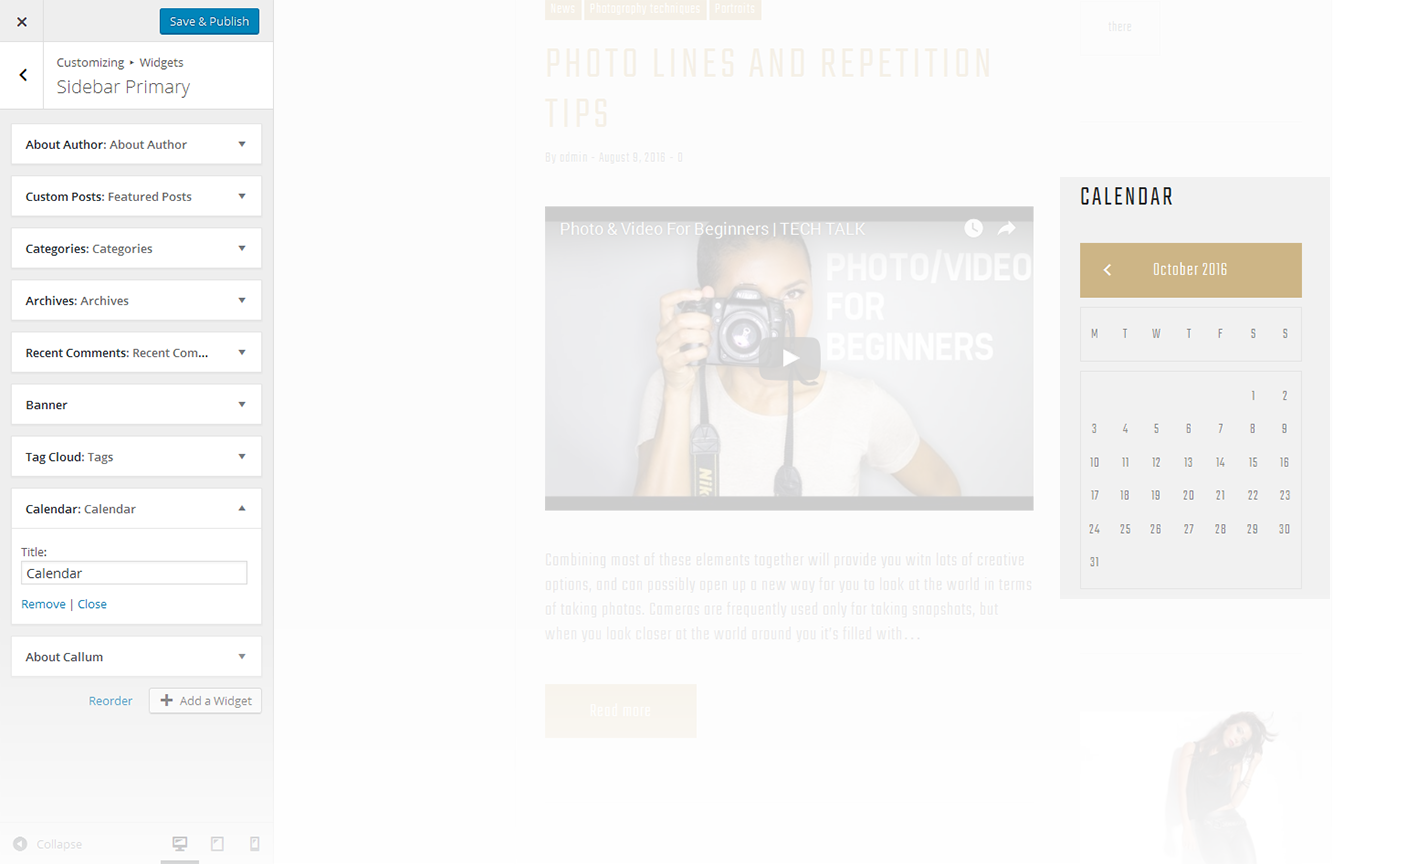 Save & Publish
Customizing ▸ Widgets
Sidebar Primary
About Author: About Author
Custom Posts: Featured Posts
Categories: Categories
Archives: Archives
Recent Comments: Recent Com...
Banner
Tag Cloud: Tags
Calendar: Calendar
Title:
Calendar
Remove | Close
About Callum
Reorder
Add a Widget
Collapse
News Photography techniques Portraits
PHOTO LINES AND REPETITION
TIPS
By admin - August 9, 2016 - 0
Photo & Video For Beginners | TECH TALK
PHOTO/VIDEO
FOR
BEGINNERS
Nik
Combining most of these elements together will provide you with lots of creative
options, and can possibly open up a new way for you to look at the world in terms
of taking photos. Cameras are frequently used only for taking snapshots, but
when you look closer at the world around you it's filled with...
Read more
there
CALENDAR
October 2016
M T W T F S S
1 2
3 4 5 6 7 8 9
10 11 12 13 14 15 16
17 18 19 20 21 22 23
24 25 26 27 28 29 30
31